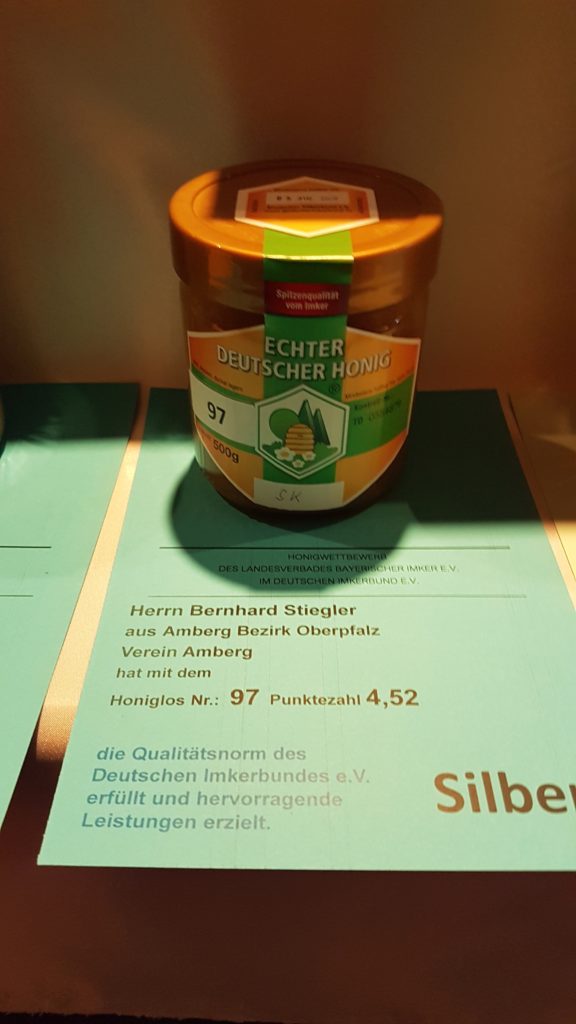 Spitzenqualität
vom Imker
ECHTER
DEUTSCHER HONIG
®
97
500g
SK
HONIGWETTBEWERB
DES LANDESVERBADES BAYERISCHER IMKER E.V.
IM DEUTSCHEN IMKERBUND E.V.
Herrn Bernhard Stiegler
aus Amberg Bezirk Oberpfalz
Verein Amberg
hat mit dem
Honiglos Nr.: 97 Punktezahl 4,52
die Qualitätsnorm des
Deutschen Imkerbundes e.V.
erfüllt und hervorragende
Leistungen erzielt.
Silber